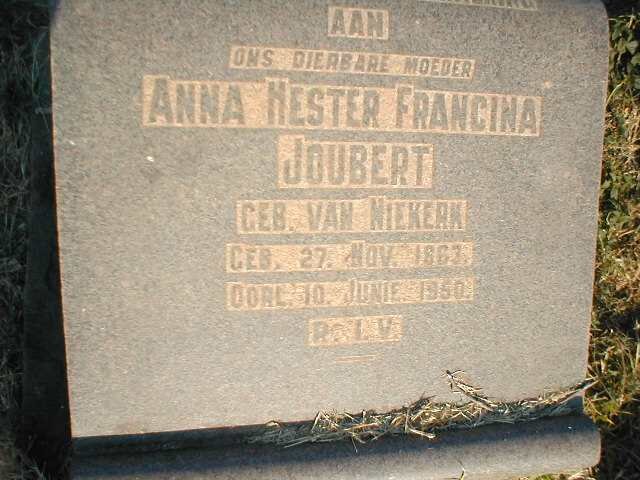 AAN
ONS DIERBARE MOEDER
ANNA HESTER FRANCINA
JOUBERT
GEB. VAN NIEKERK
GEB. 27. NOV. 1863.
OORL. 10. JUNIE. 1950.
R. I. V.